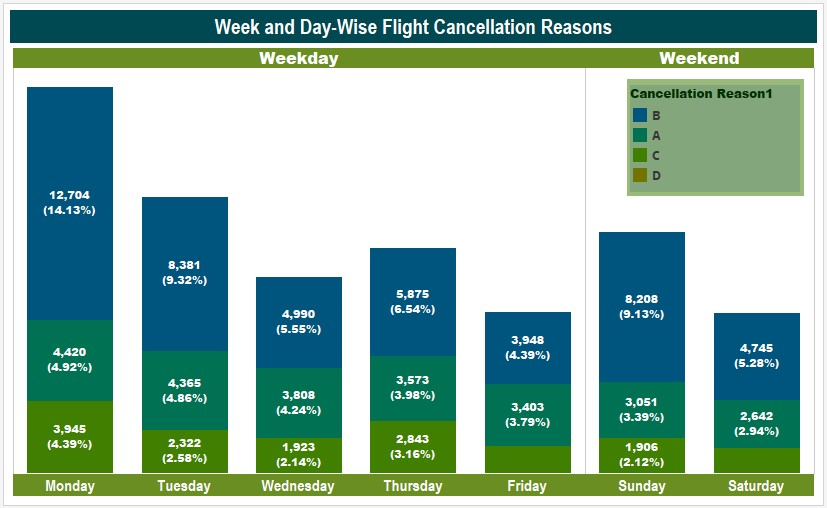 Week and Day-Wise Flight Cancellation Reasons
Weekday
Weekend
Cancellation Reason1
B
A
C
D
12,704
(14.13%)
4,420
(4.92%)
3,945
(4.39%)
8,381
(9.32%)
4,365
(4.86%)
2,322
(2.58%)
4,990
(5.55%)
3,808
(4.24%)
1,923
(2.14%)
5,875
(6.54%)
3,573
(3.98%)
2,843
(3.16%)
3,948
(4.39%)
3,403
(3.79%)
8,208
(9.13%)
3,051
(3.39%)
1,906
(2.12%)
4,745
(5.28%)
2,642
(2.94%)
Monday
Tuesday
Wednesday
Thursday
Friday
Sunday
Saturday